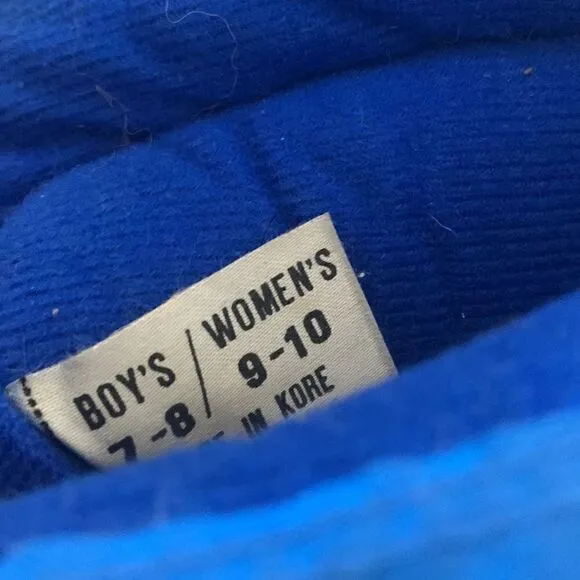 BOY'S / WOMEN'S
7-8 / 9-10
IN KORE